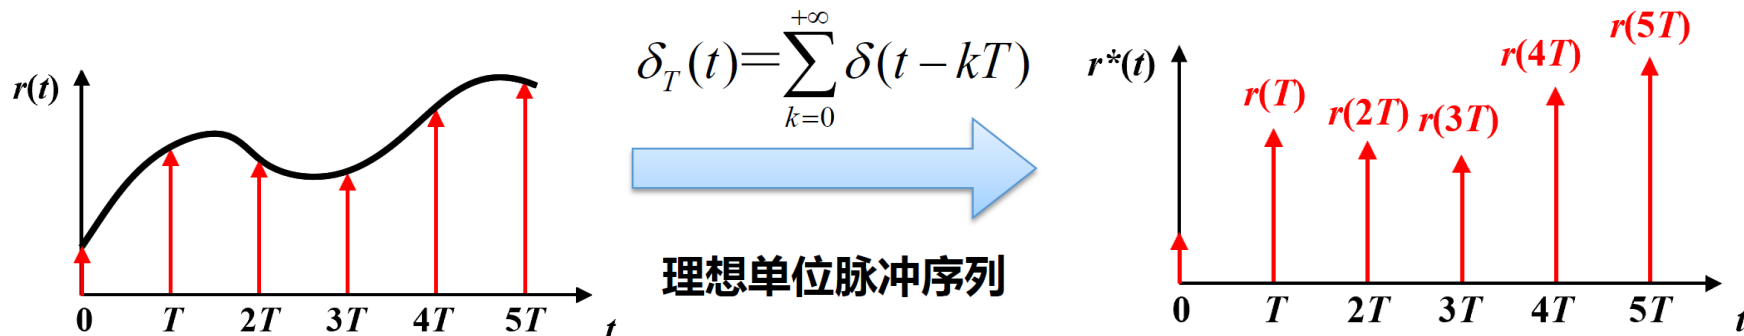 r(t)
0 T 2T 3T 4T 5T t
δ_T(t)=∑_{k=0}^{+∞} δ(t−kT)
理想单位脉冲序列
r*(t)
r(T) r(2T) r(3T) r(4T) r(5T)
0 T 2T 3T 4T 5T t